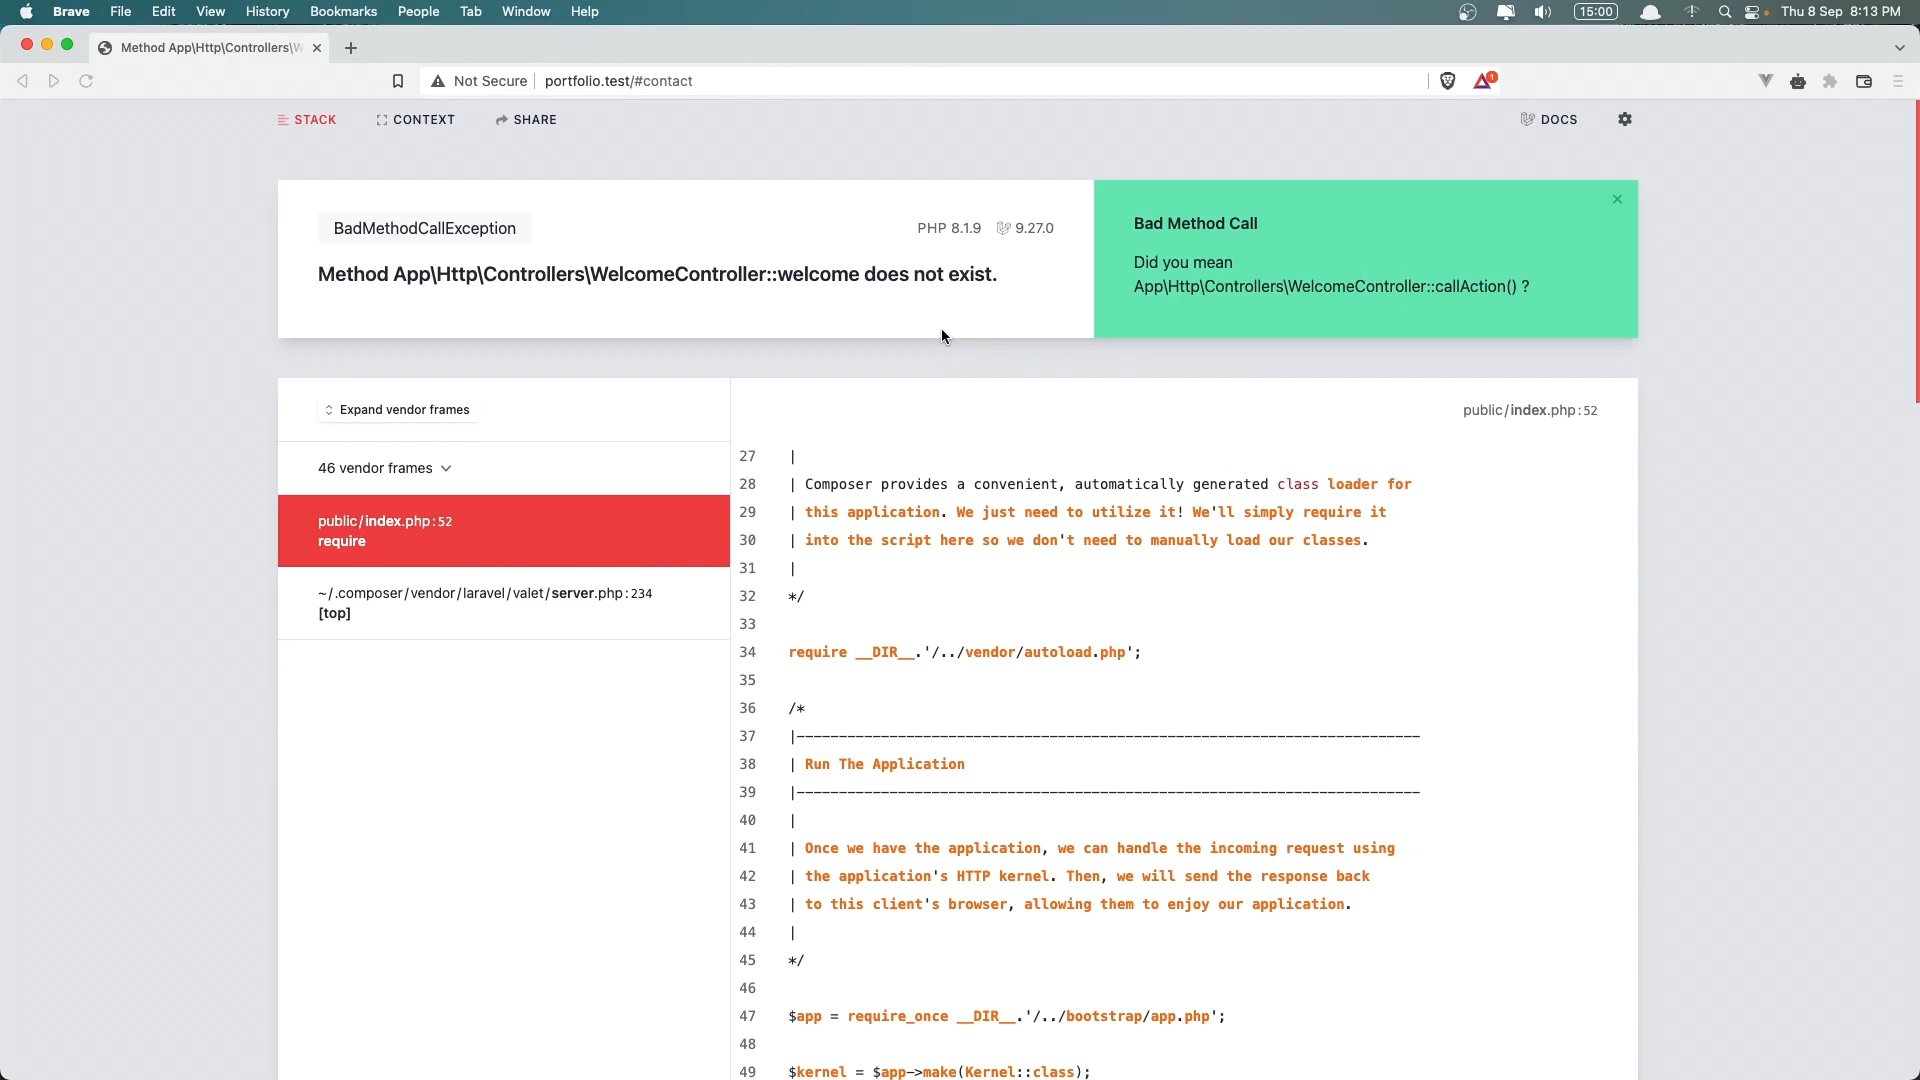 Brave File Edit View History Bookmarks People Tab Window Help 15:00 Thu 8 Sep 8:13 PM
Method App\Http\Controllers\W
Not Secure portfolio.test/#contact 1
STACK CONTEXT SHARE DOCS
BadMethodCallException PHP 8.1.9 9.27.0
Method App\Http\Controllers\WelcomeController::welcome does not exist.
Bad Method Call
Did you mean
App\Http\Controllers\WelcomeController::callAction() ?
Expand vendor frames
46 vendor frames
public/index.php:52
require
~/.composer/vendor/laravel/valet/server.php:234
[top]
public/index.php:52
27 |
28 | Composer provides a convenient, automatically generated class loader for
29 | this application. We just need to utilize it! We'll simply require it
30 | into the script here so we don't need to manually load our classes.
31 |
32 */
33
34 require __DIR__.'/../vendor/autoload.php';
35
36 /*
37 |--------------------------------------------------------------------------
38 | Run The Application
39 |--------------------------------------------------------------------------
40 |
41 | Once we have the application, we can handle the incoming request using
42 | the application's HTTP kernel. Then, we will send the response back
43 | to this client's browser, allowing them to enjoy our application.
44 |
45 */
46
47 $app = require_once __DIR__.'/../bootstrap/app.php';
48
49 $kernel = $app->make(Kernel::class);